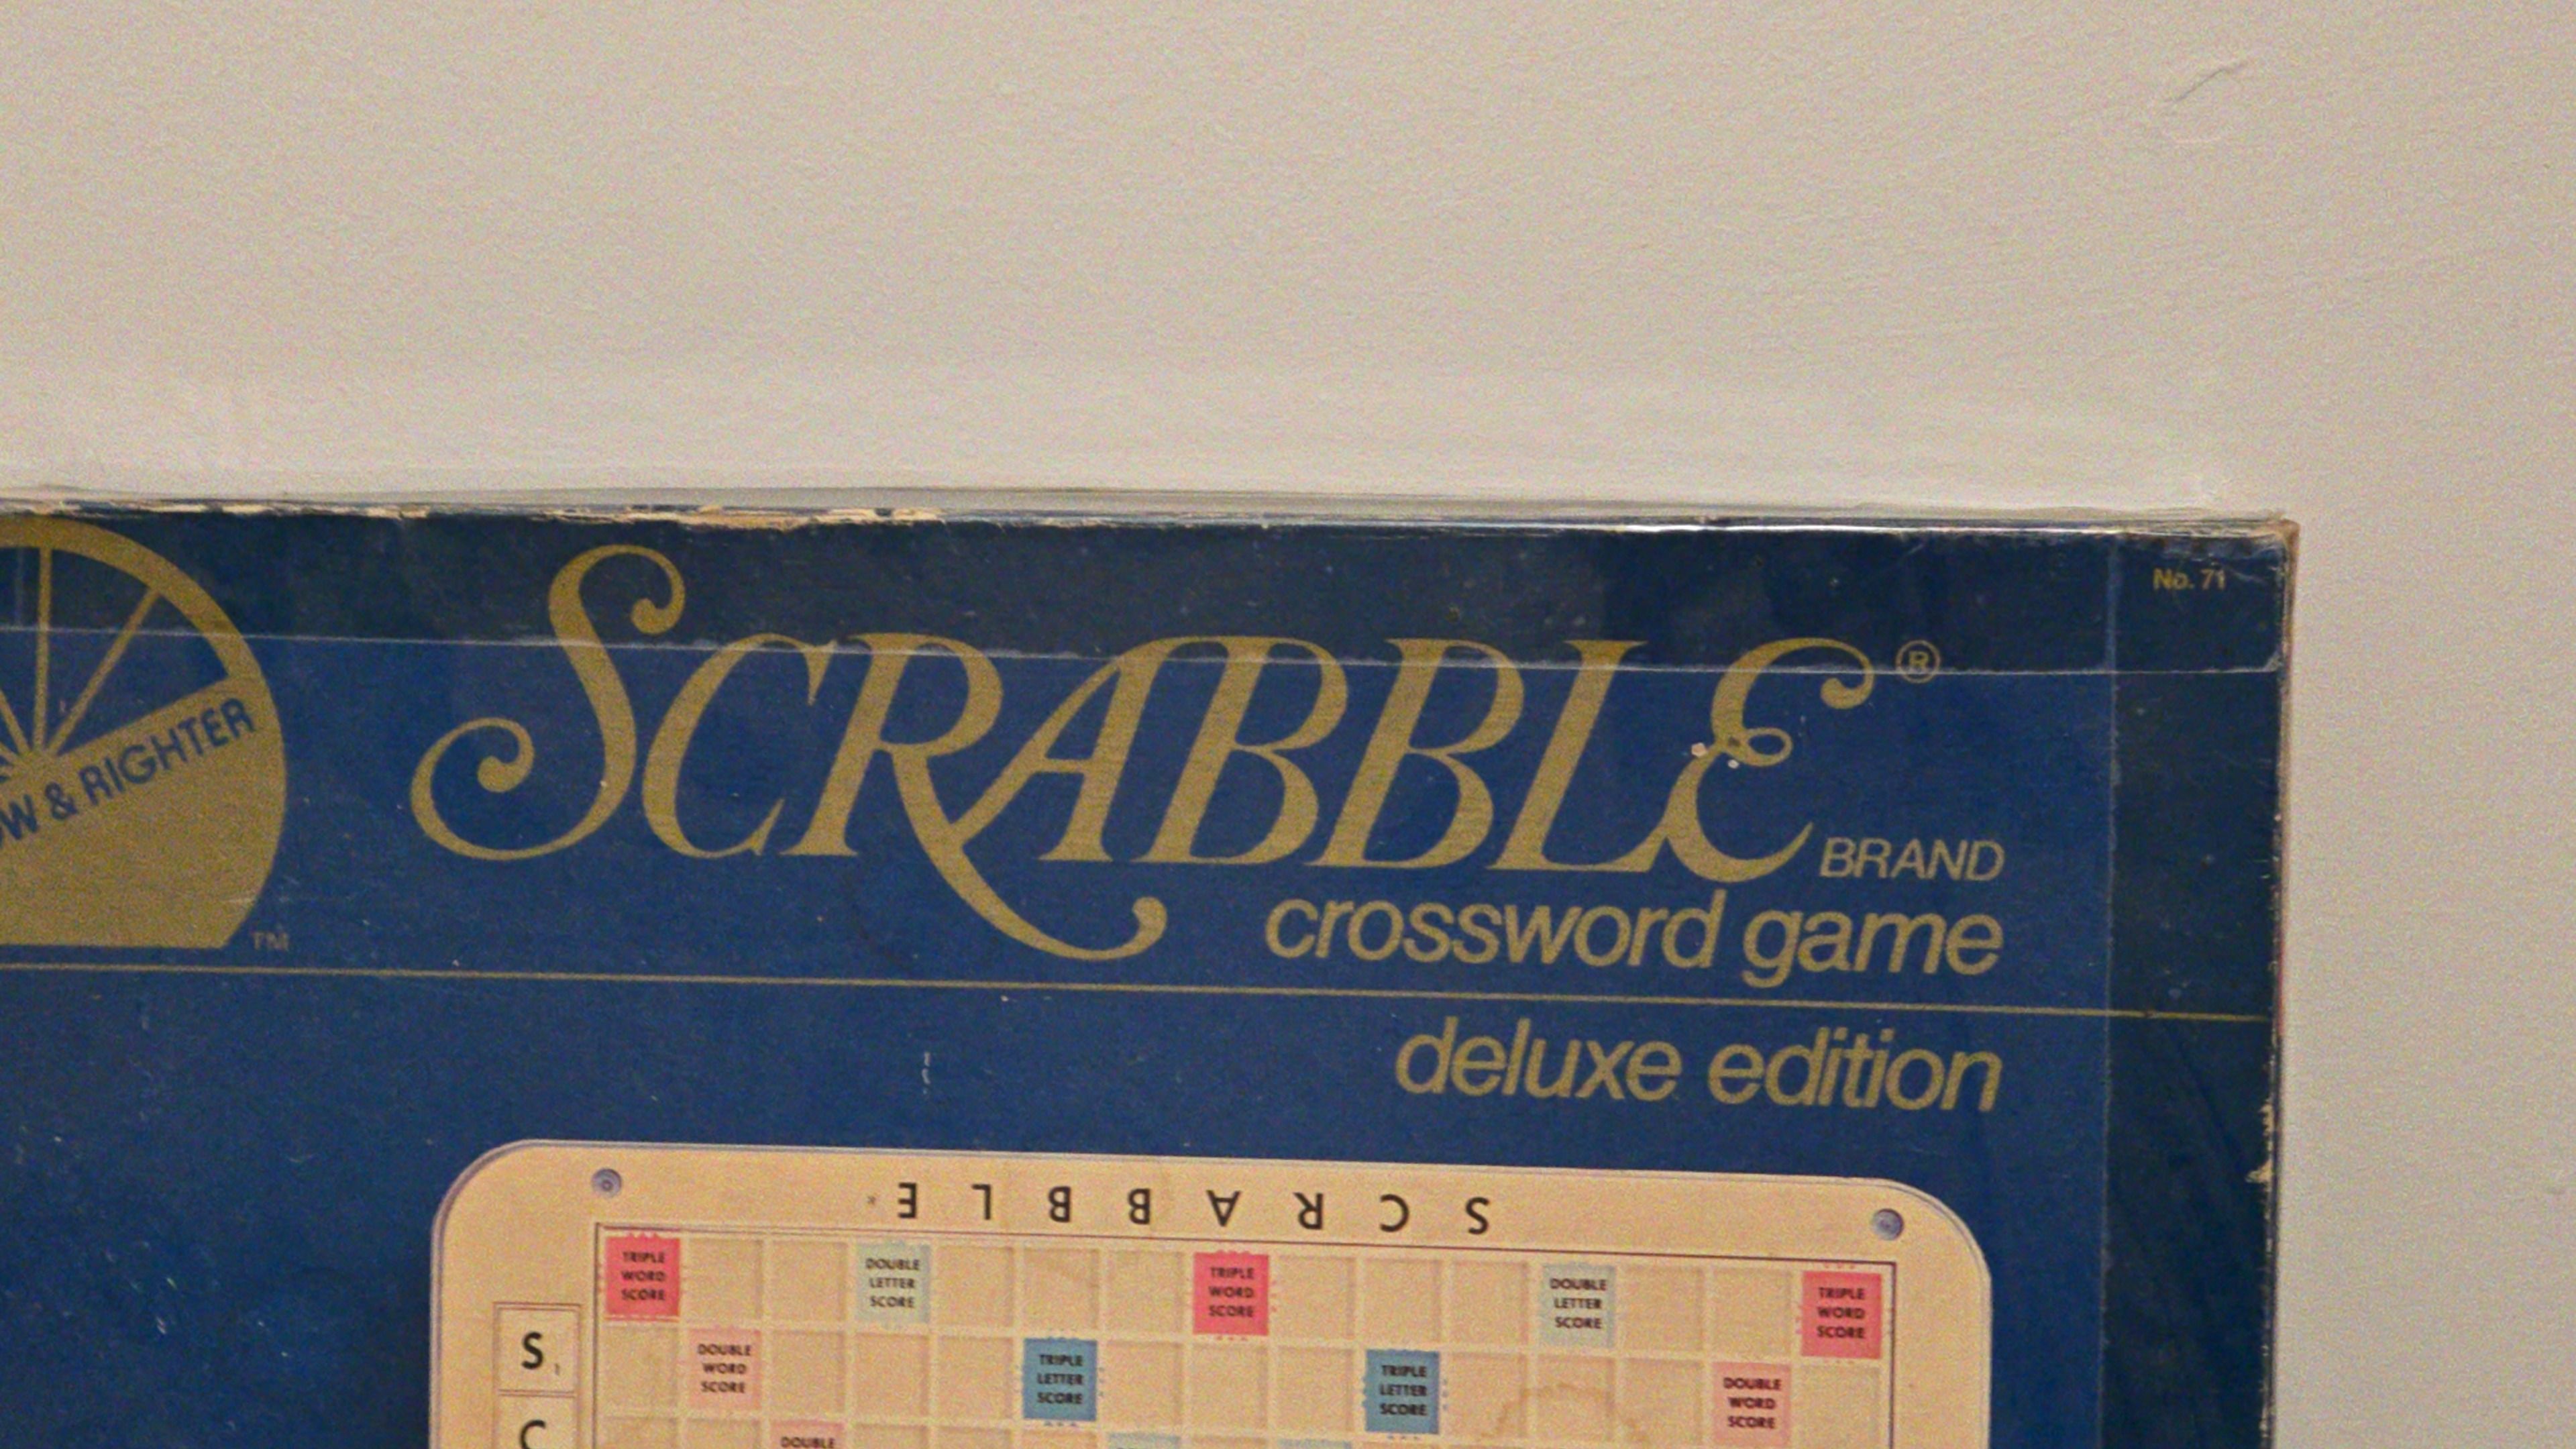 No. 71
SCRABBLE®
& RIGHTER
BRAND
crossword game
TM
deluxe edition
SCRABBLE
TRIPLE WORD SCORE
DOUBLE LETTER SCORE
TRIPLE WORD SCORE
DOUBLE LETTER SCORE
TRIPLE WORD SCORE
S1
DOUBLE WORD SCORE
TRIPLE LETTER SCORE
TRIPLE LETTER SCORE
DOUBLE WORD SCORE
C
DOUBLE